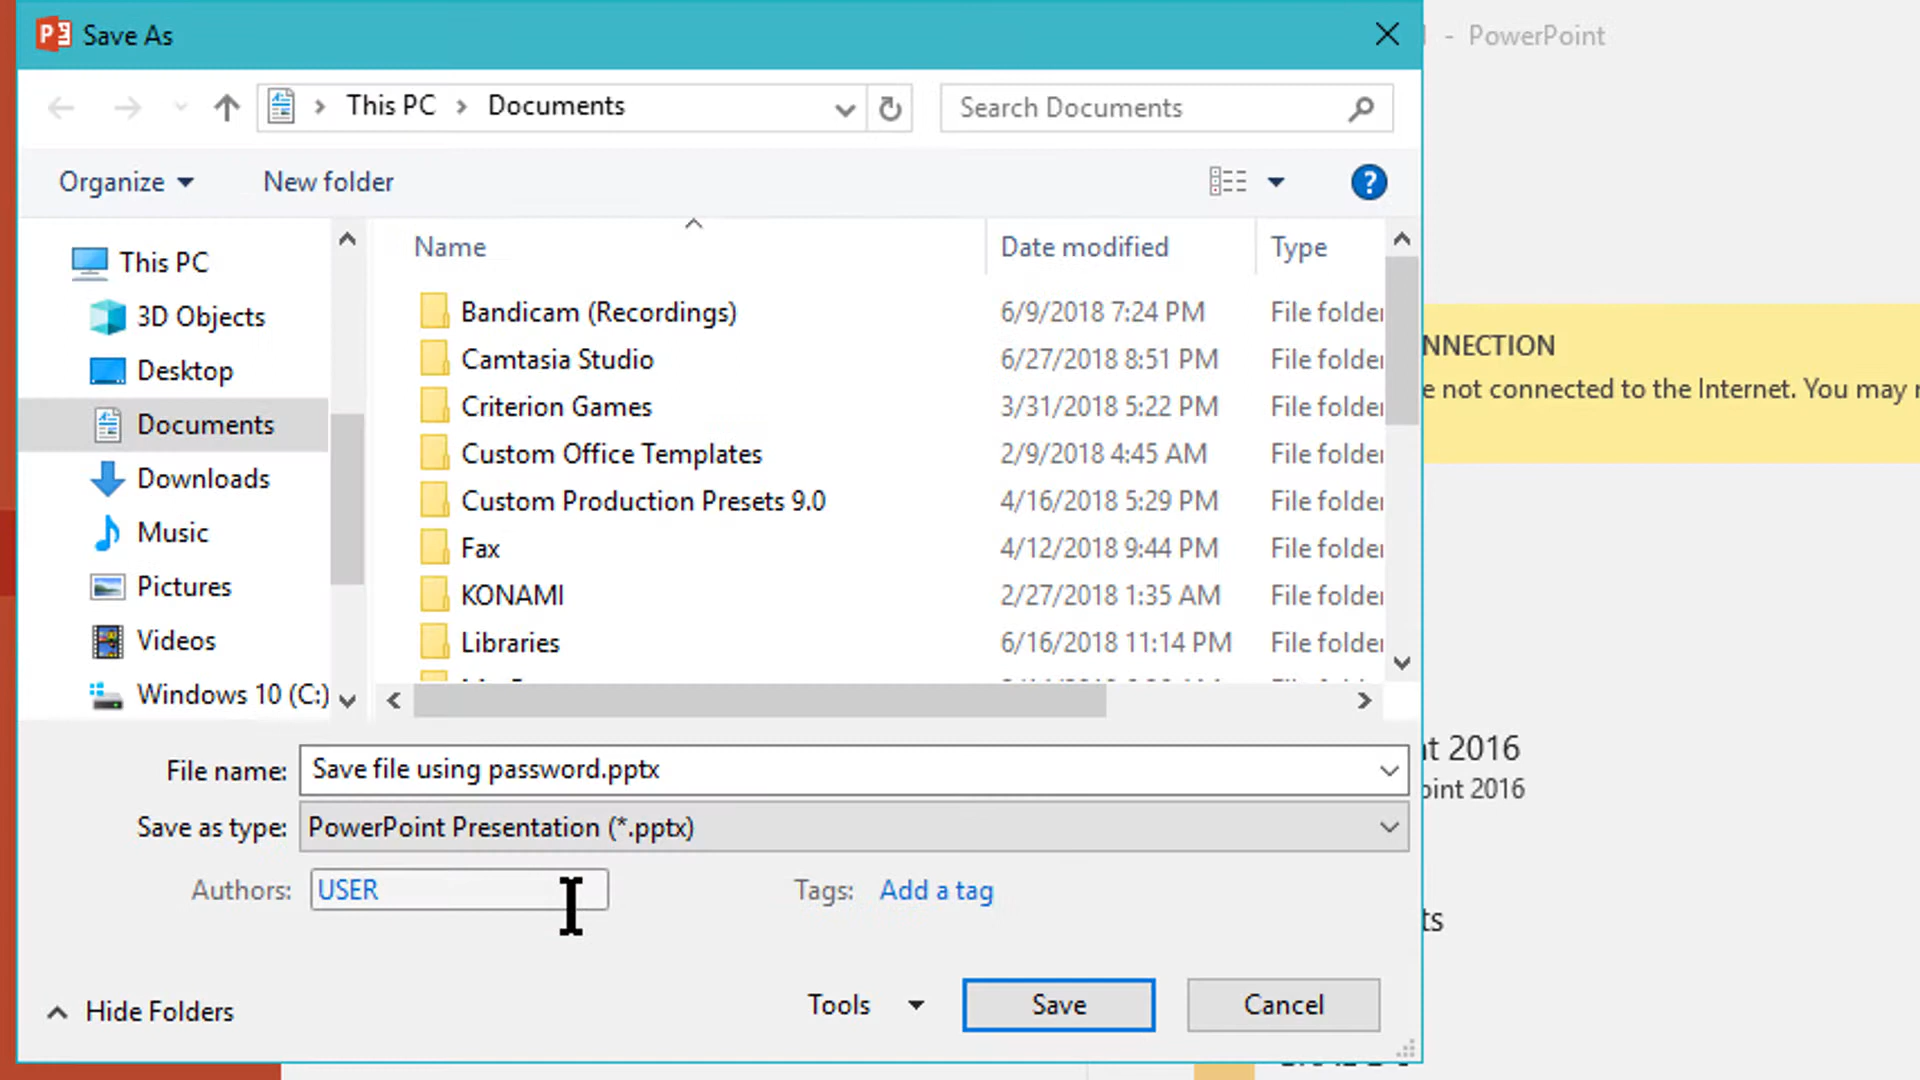 Save As
- PowerPoint
This PC > Documents
Search Documents
Organize
New folder
?
Name
Date modified
Type
This PC
3D Objects
Desktop
Documents
Downloads
Music
Pictures
Videos
Windows 10 (C:)
Bandicam (Recordings) 6/9/2018 7:24 PM File folder
Camtasia Studio 6/27/2018 8:51 PM File folder
Criterion Games 3/31/2018 5:22 PM File folder
Custom Office Templates 2/9/2018 4:45 AM File folder
Custom Production Presets 9.0 4/16/2018 5:29 PM File folder
Fax 4/12/2018 9:44 PM File folder
KONAMI 2/27/2018 1:35 AM File folder
Libraries 6/16/2018 11:14 PM File folder
NNECTION
e not connected to the Internet. You may
File name: Save file using password.pptx
Save as type: PowerPoint Presentation (*.pptx)
Authors: USER
Tags: Add a tag
Hide Folders
Tools
Save
Cancel
t 2016
oint 2016
ts